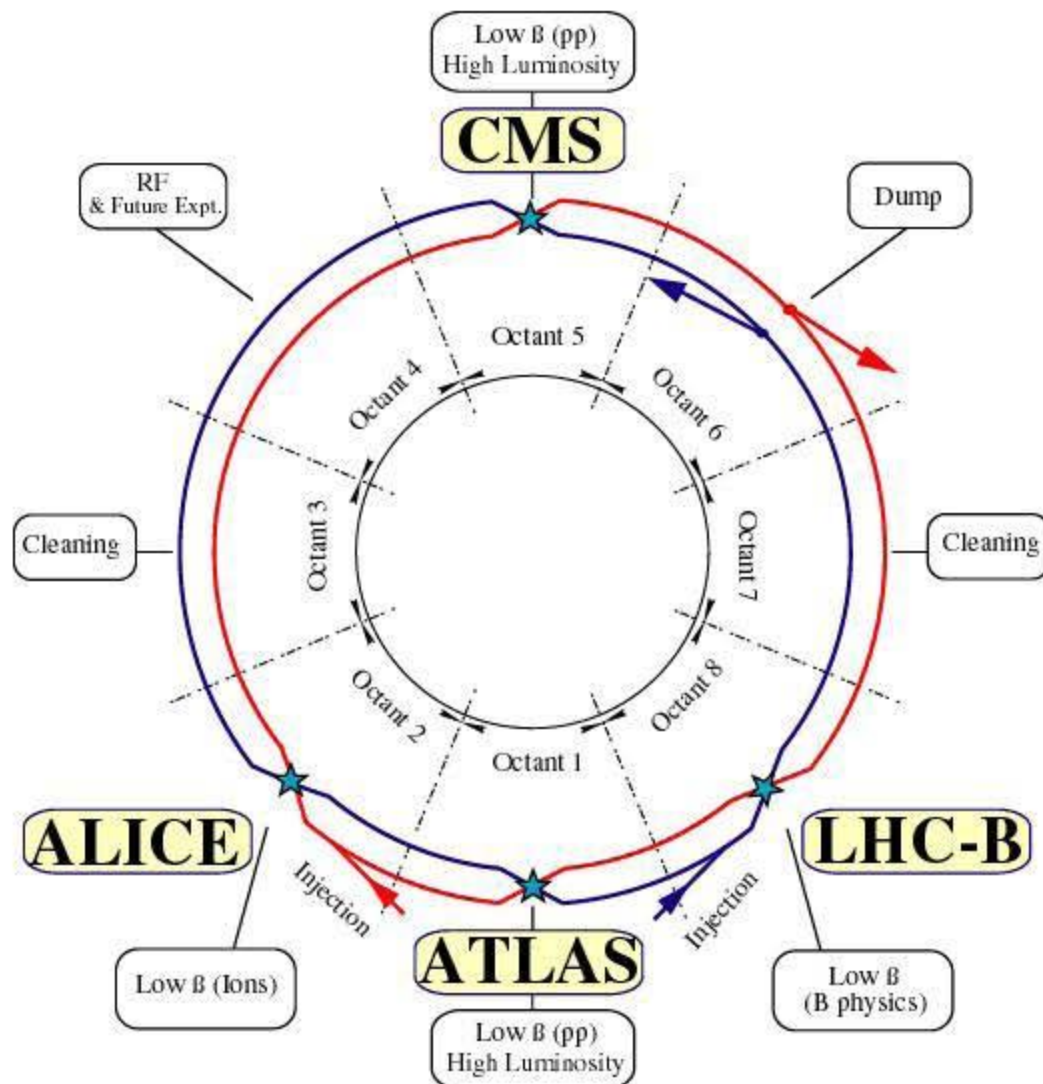 Low ß (pp)
High Luminosity
CMS
RF
& Future Expt.
Dump
Octant 5
Octant 4
Octant 6
Cleaning
Octant 3
Octant 7
Cleaning
Octant 2
Octant 8
Octant 1
ALICE
LHC-B
Injection
Injection
ATLAS
Low ß (Ions)
Low ß
(B physics)
Low ß (pp)
High Luminosity